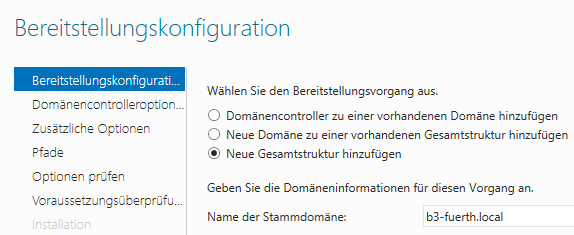 Bereitstellungskonfiguration
Bereitstellungskonfigurati...
Domänencontrolleroption...
Zusätzliche Optionen
Pfade
Optionen prüfen
Voraussetzungsüberprüfu...
Installation
Wählen Sie den Bereitstellungsvorgang aus.
Domänencontroller zu einer vorhandenen Domäne hinzufügen
Neue Domäne zu einer vorhandenen Gesamtstruktur hinzufügen
Neue Gesamtstruktur hinzufügen
Geben Sie die Domäneninformationen für diesen Vorgang an.
Name der Stammdomäne: b3-fuerth.local